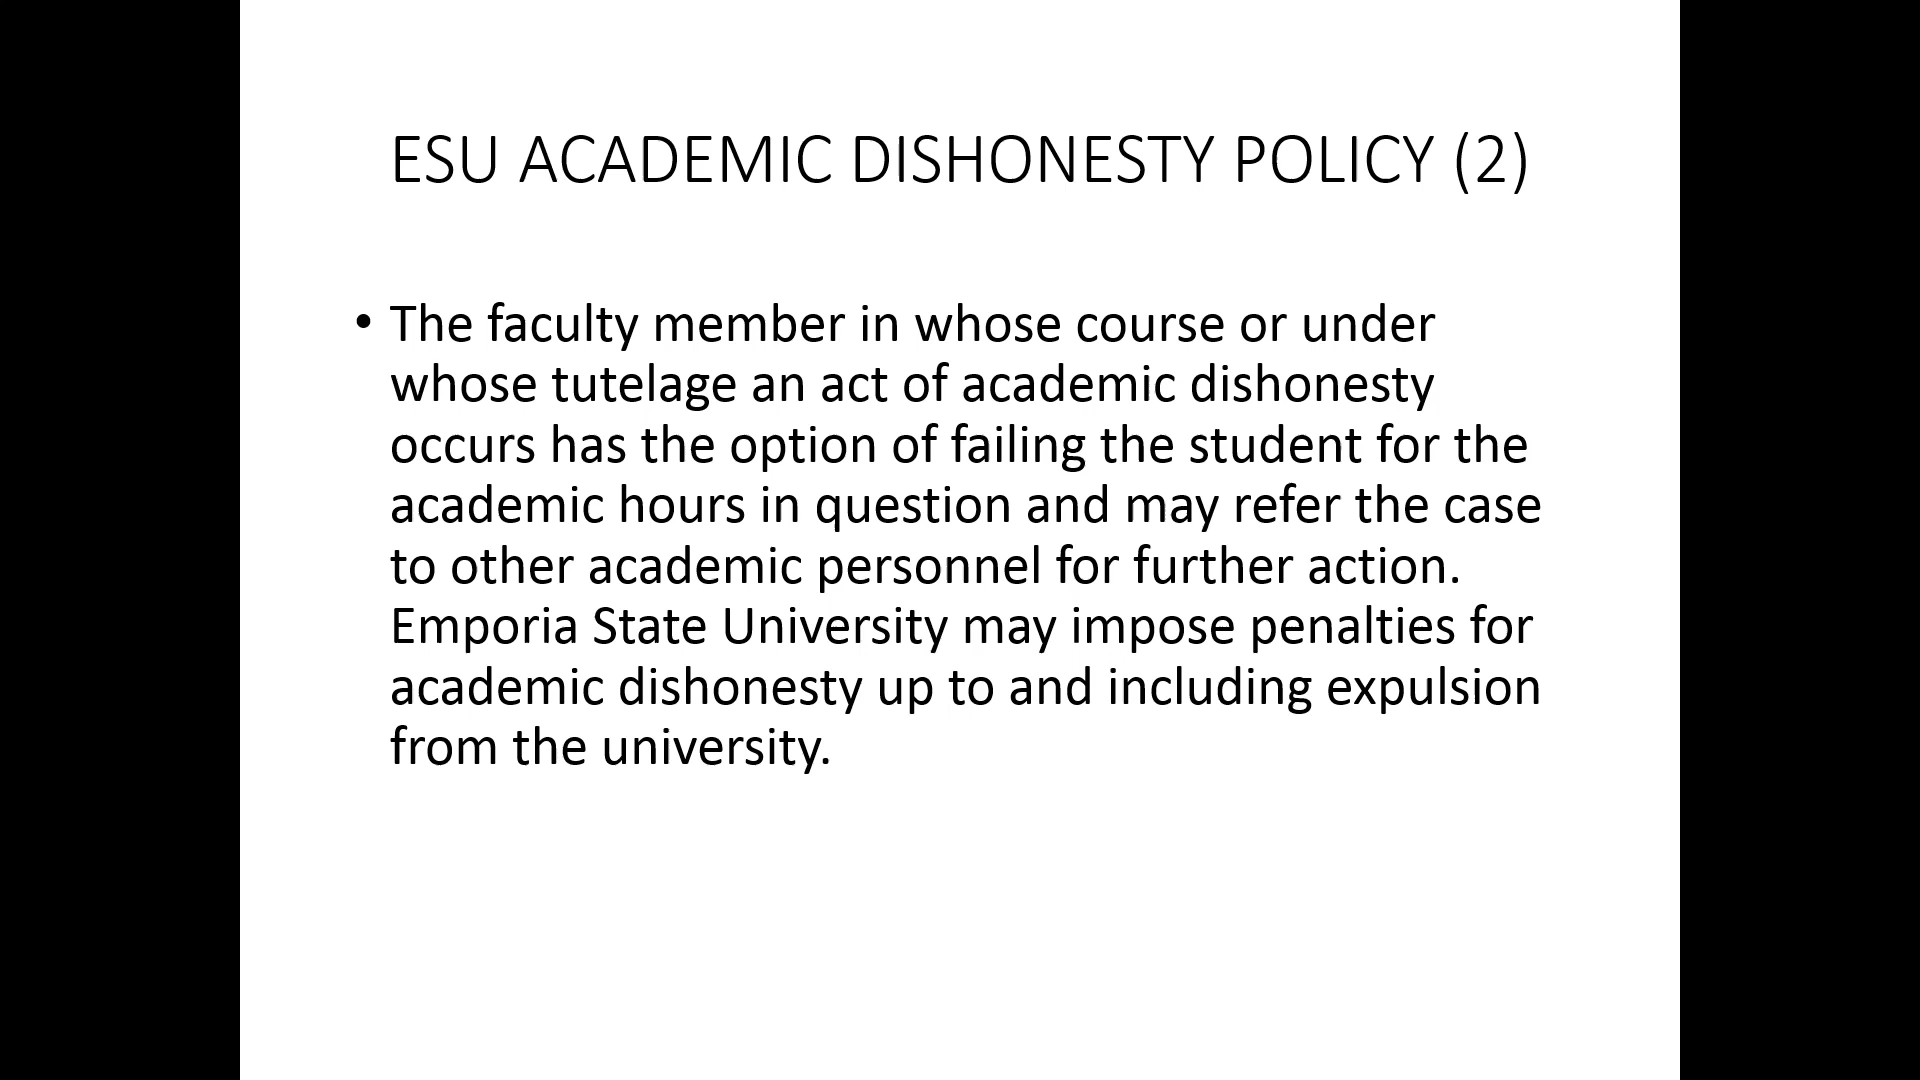 ESU ACADEMIC DISHONESTY POLICY (2)
• The faculty member in whose course or under
whose tutelage an act of academic dishonesty
occurs has the option of failing the student for the
academic hours in question and may refer the case
to other academic personnel for further action.
Emporia State University may impose penalties for
academic dishonesty up to and including expulsion
from the university.